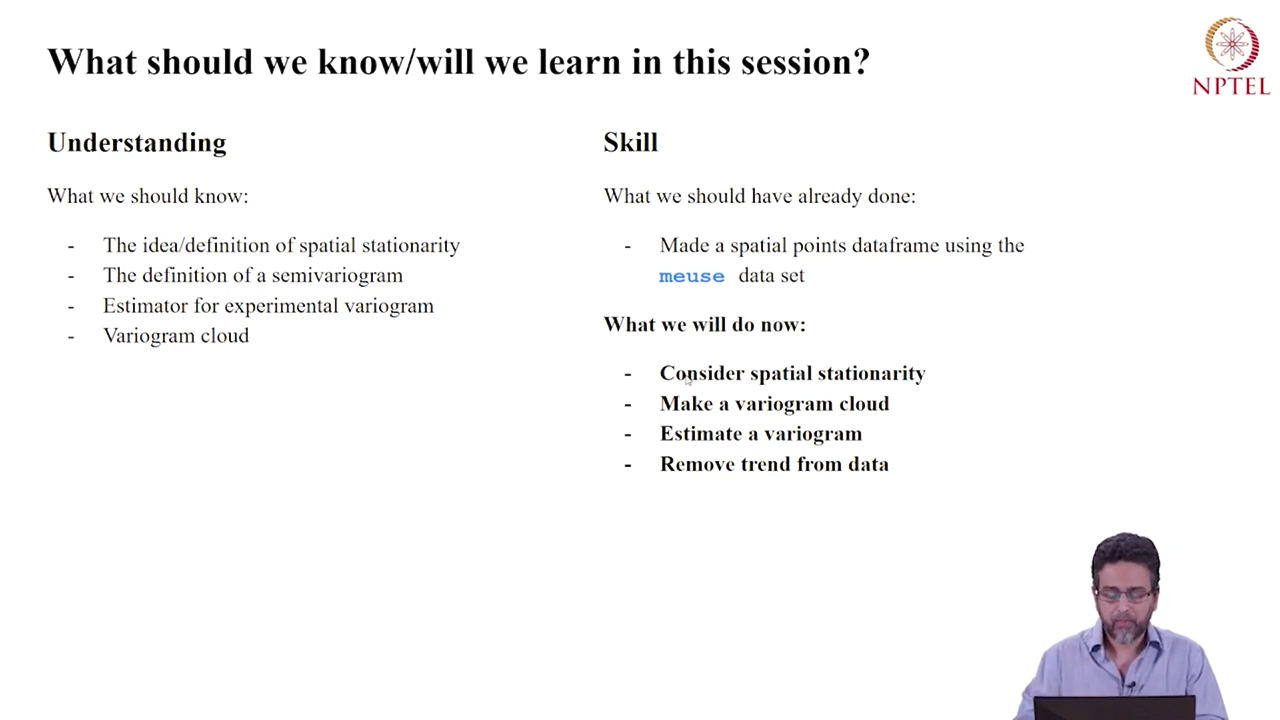 What should we know/will we learn in this session?
NPTEL
Understanding
What we should know:
- The idea/definition of spatial stationarity
- The definition of a semivariogram
- Estimator for experimental variogram
- Variogram cloud
Skill
What we should have already done:
- Made a spatial points dataframe using the
meuse data set
What we will do now:
- Consider spatial stationarity
- Make a variogram cloud
- Estimate a variogram
- Remove trend from data